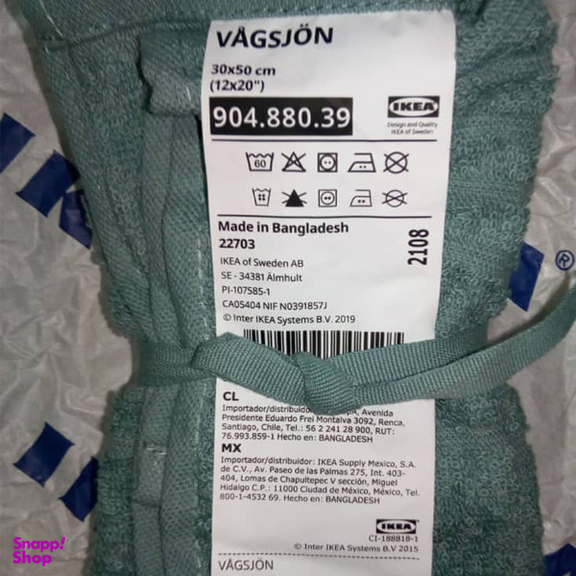 VÅGSJÖN
30x50 cm
(12x20")
904.880.39
IKEA
Design and Quality
IKEA of Sweden
60
Made in Bangladesh
22703
2108
IKEA of Sweden AB
SE - 34381 Älmhult
PI-107585-1
CA05404 NIF N0391857J
© Inter IKEA Systems B.V. 2019
CL
Importador/distribuido Avenida
Presidente Eduardo Frei Montalva 3092, Renca,
Santiago, Chile, Tel.: 56 2 241 28 900, RUT:
76.993.859-1 Hecho en: BANGLADESH
MX
Importador/distribuidor: IKEA Supply Mexico, S.A.
de C.V., Av. Paseo de las Palmas 275, Int. 403-
404, Lomas de Chapultepec V sección, Miguel
Hidalgo C.P.: 11000 Ciudad de México, México, Tel.
800-1-4532 69. Hecho en: BANGLADESH
IKEA
CI-188818-1
© Inter IKEA Systems B.V 2015
VÅGSJÖN
Snapp!
Shop